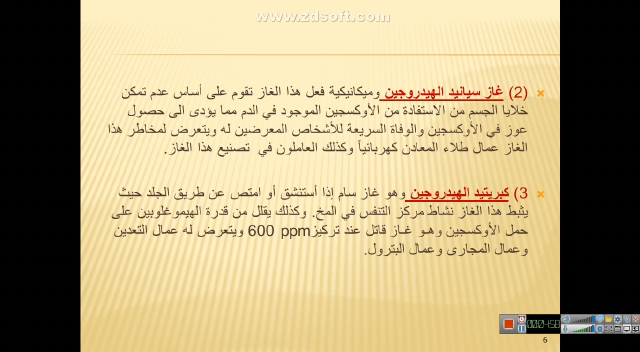 www.zdsoft.com
(2) غاز سيانيد الهيدروجين وميكانيكية فعل هذا الغاز تقوم على أساس عدم تمكن
خلايا الجسم من الاستفادة من الأوكسجين الموجود في الدم مما يؤدى الى حصول
عوز في الأوكسجين والوفاة السريعة للأشخاص المعرضين له ويتعرض لمخاطر هذا
الغاز عمال طلاء المعادن كهربائياً وكذلك العاملون في تصنيع هذا الغاز.
3) كبريتيد الهيدروجين وهو غاز سام إذا أستنشق أو امتص عن طريق الجلد حيث
يثبط هذا الغاز نشاط مركز التنفس في المخ. وكذلك يقلل من قدرة الهيموغلوبين على
حمل الأوكسجين وهو غاز قاتل عند تركيز600 ppm ويتعرض له عمال التعدين
وعمال المجارى وعمال البترول.
6